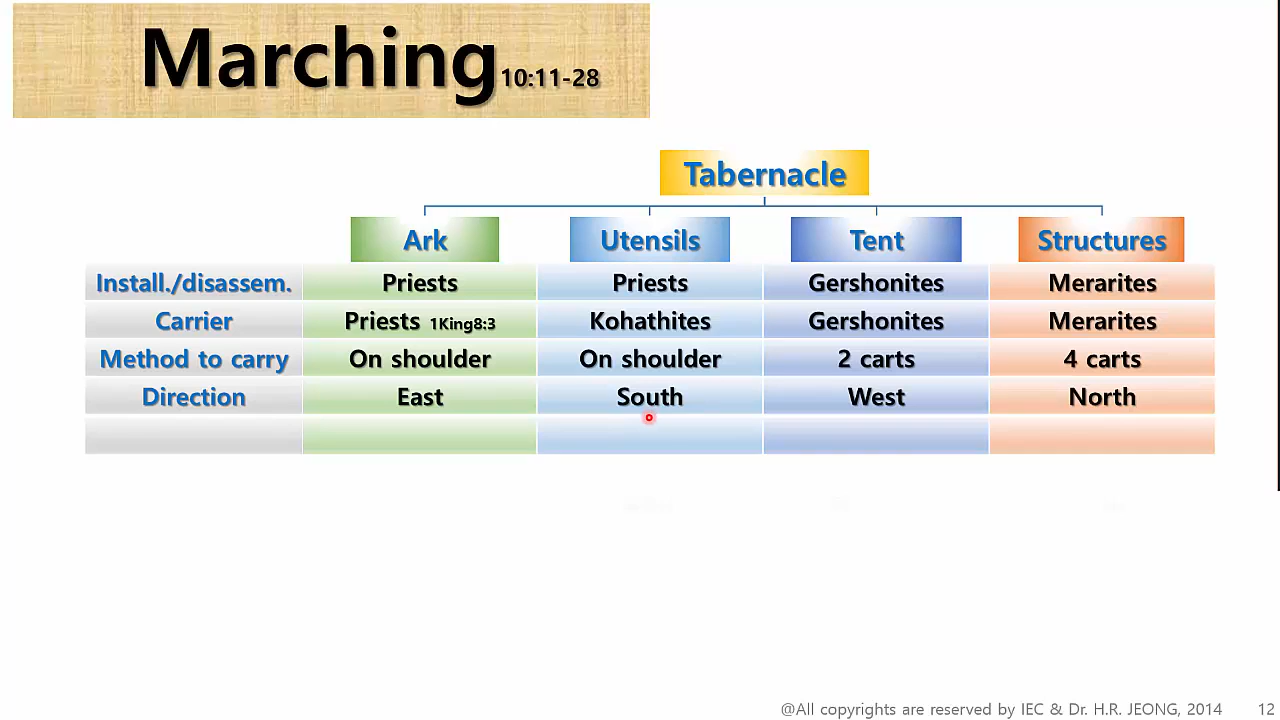 Marching 10:11-28
Tabernacle
Ark Utensils Tent Structures
Install./disassem. Priests Priests Gershonites Merarites
Carrier Priests 1King8:3 Kohathites Gershonites Merarites
Method to carry On shoulder On shoulder 2 carts 4 carts
Direction East South West North
@All copyrights are reserved by IEC & Dr. H.R. JEONG, 2014 12